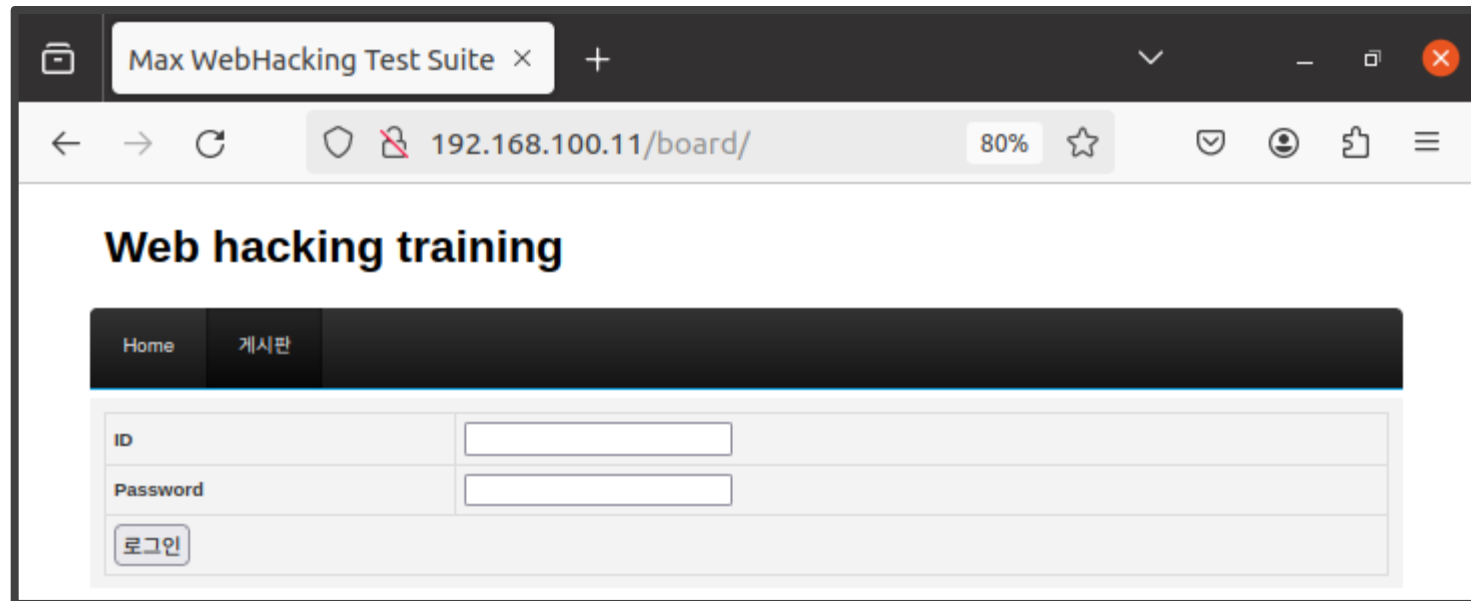 Max WebHacking Test Suite
192.168.100.11/board/
80%
Web hacking training
Home 게시판
ID
Password
로그인